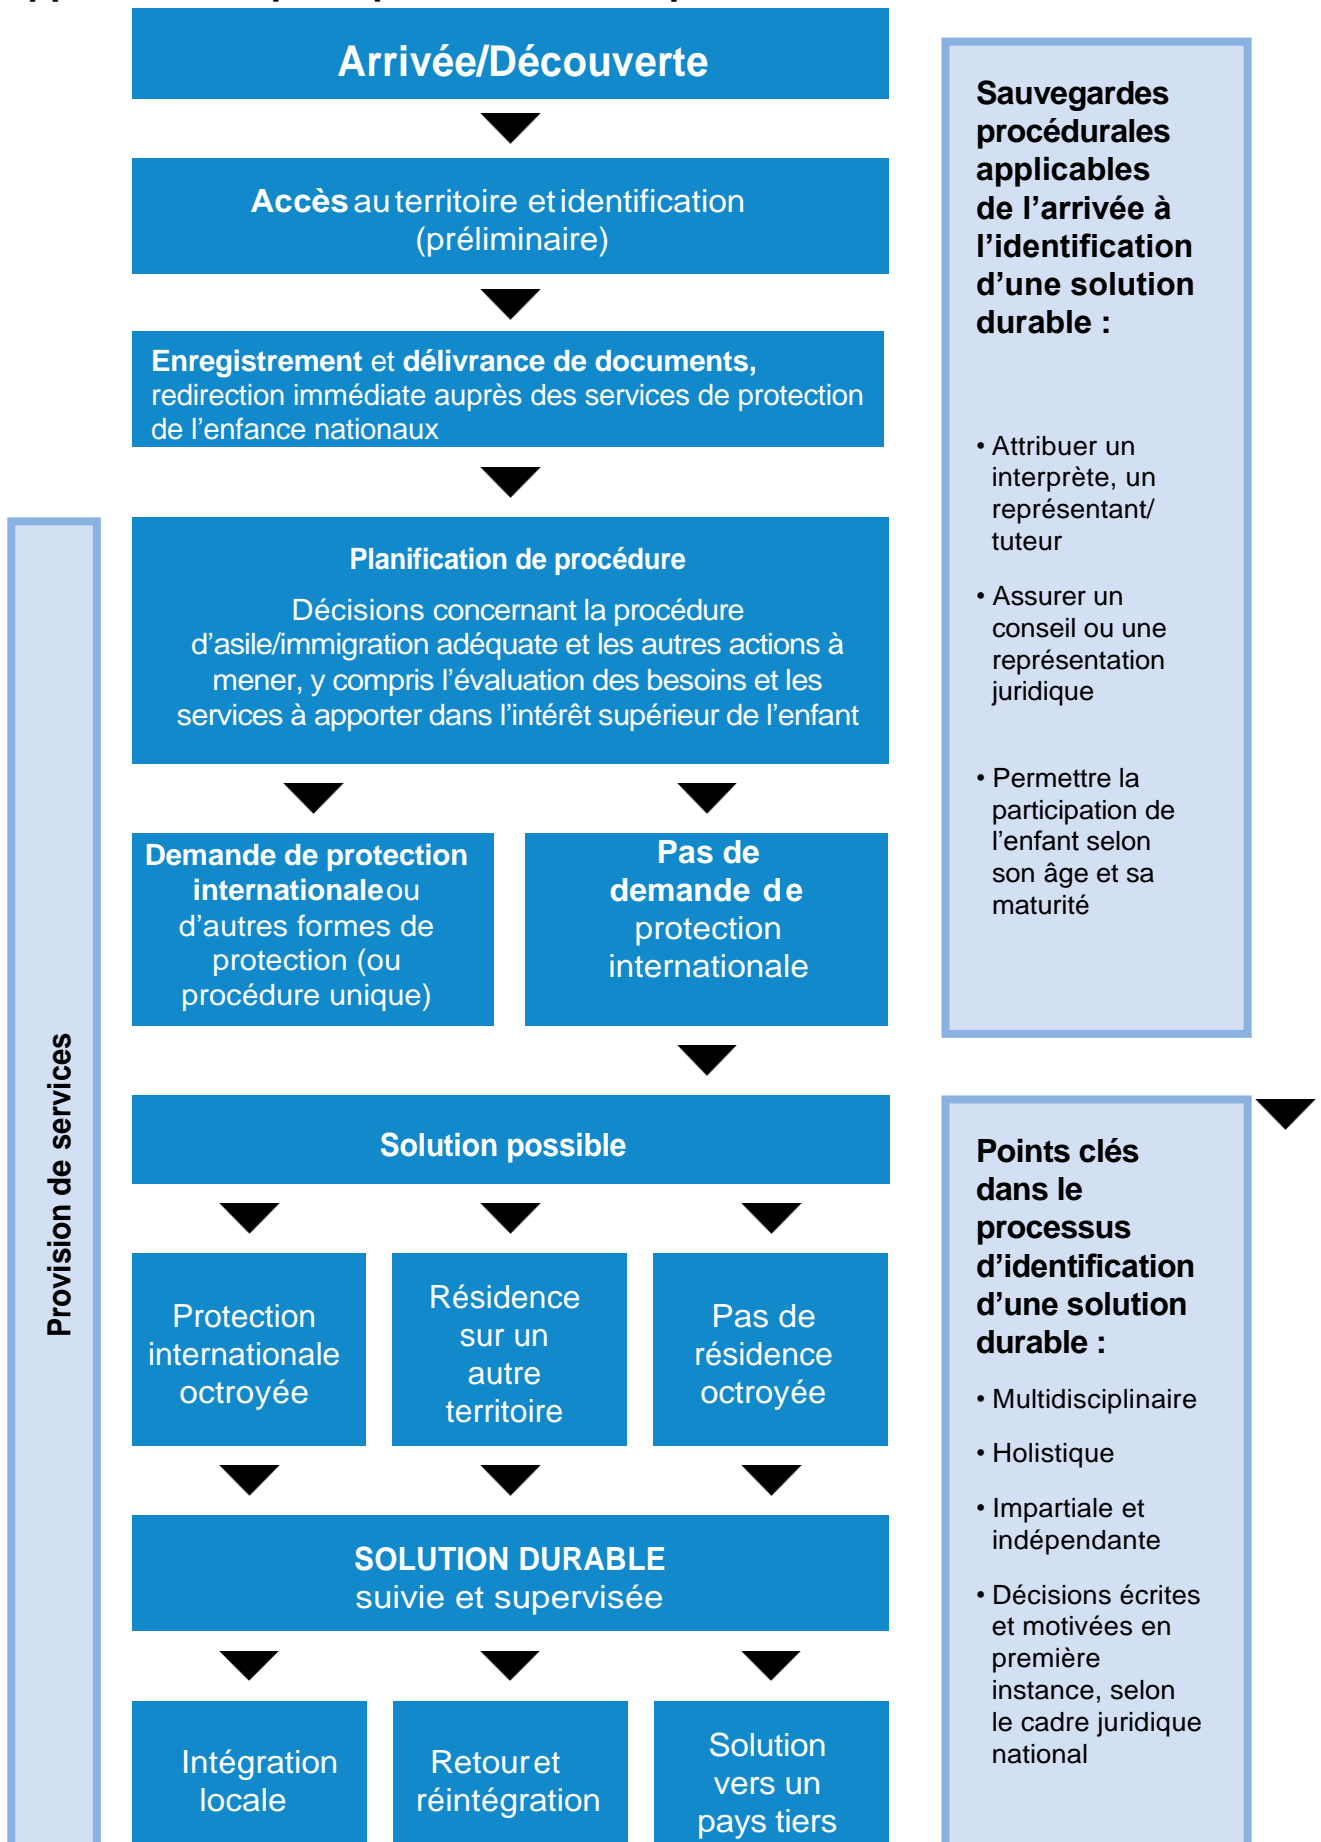 Arrivée/Découverte
Accès au territoire et identification
(préliminaire)
Enregistrement et délivrance de documents,
redirection immédiate auprès des services de protection
de l’enfance nationaux
Planification de procédure
Décisions concernant la procédure
d’asile/immigration adéquate et les autres actions à
mener, y compris l’évaluation des besoins et les
services à apporter dans l’intérêt supérieur de l’enfant
Demande de protection
internationale ou
d’autres formes de
protection (ou
procédure unique)
Pas de
demande de
protection
internationale
Solution possible
Protection
internationale
octroyée
Résidence
sur un
autre
territoire
Pas de
résidence
octroyée
SOLUTION DURABLE
suivie et supervisée
Intégration
locale
Retour et
réintégration
Solution
vers un
pays tiers
Provision de services
Sauvegardes
procédurales
applicables
de l’arrivée à
l’identification
d’une solution
durable :
• Attribuer un
interprète, un
représentant/
tuteur
• Assurer un
conseil ou une
représentation
juridique
• Permettre la
participation de
l’enfant selon
son âge et sa
maturité
Points clés
dans le
processus
d’identification
d’une solution
durable :
• Multidisciplinaire
• Holistique
• Impartiale et
indépendante
• Décisions écrites
et motivées en
première
instance, selon
le cadre juridique
national